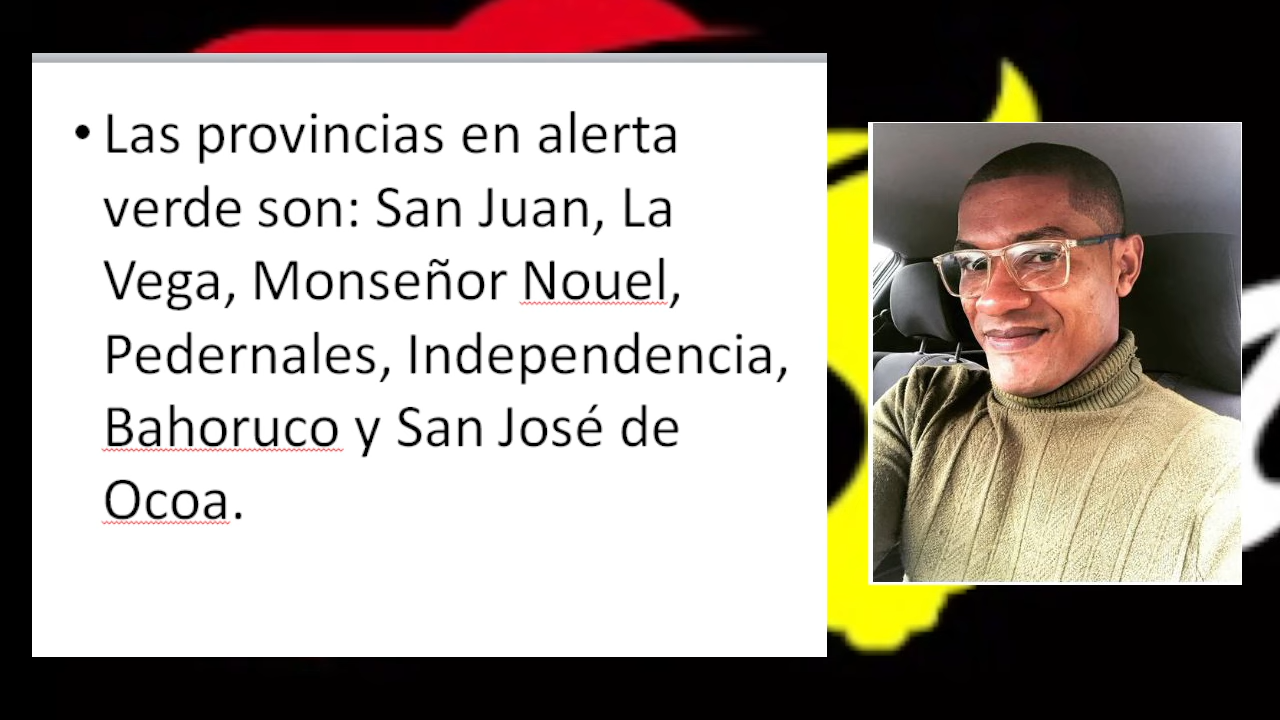 • Las provincias en alerta
verde son: San Juan, La
Vega, Monseñor Nouel,
Pedernales, Independencia,
Bahoruco y San José de
Ocoa.